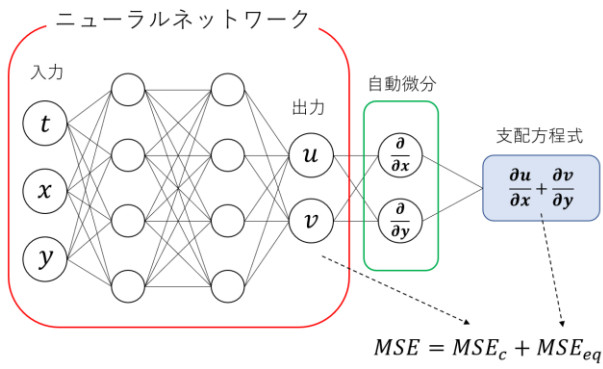 ニューラルネットワーク
入力
t
x
y
出力
u
v
自動微分
∂/∂x
∂/∂y
支配方程式
∂u/∂x + ∂v/∂y
MSE = MSE_c + MSE_eq